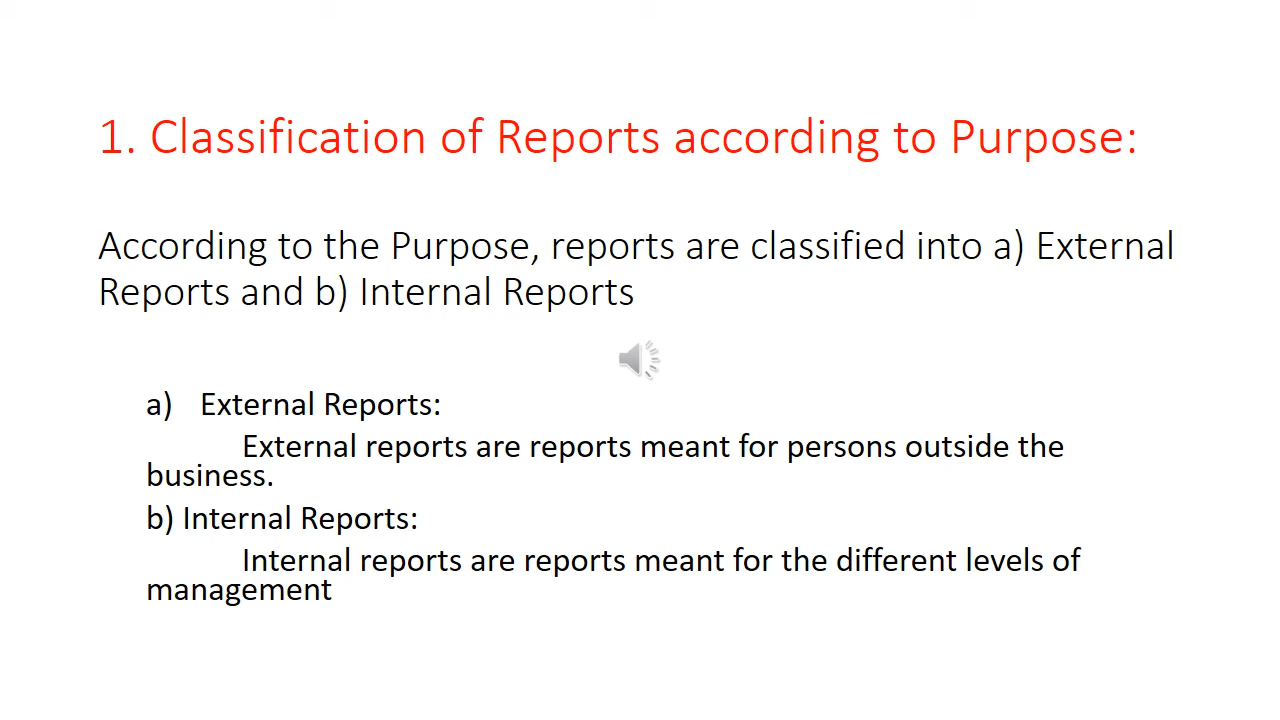 1. Classification of Reports according to Purpose:
According to the Purpose, reports are classified into a) External
Reports and b) Internal Reports
a) External Reports:
External reports are reports meant for persons outside the
business.
b) Internal Reports:
Internal reports are reports meant for the different levels of
management